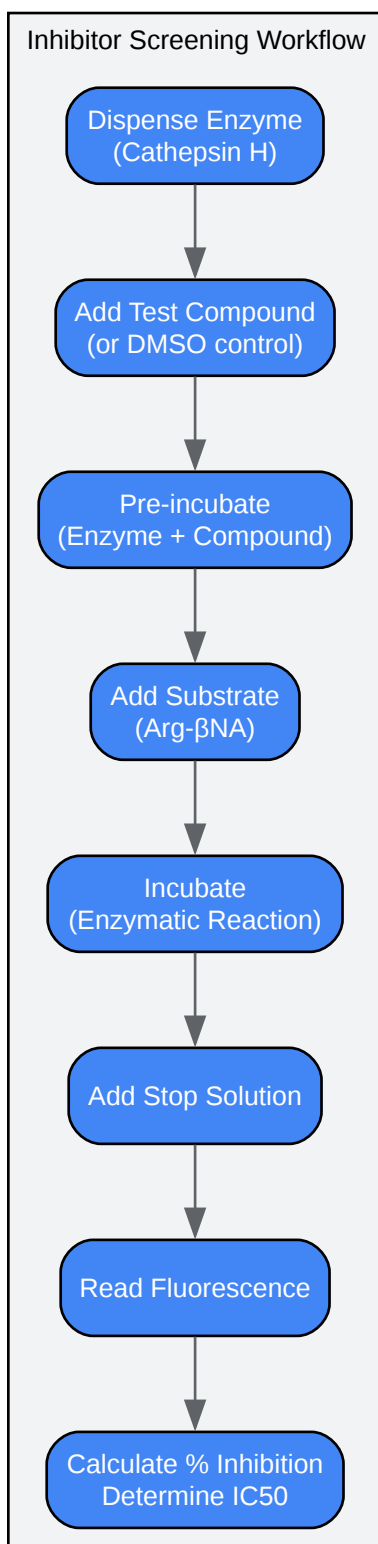 Inhibitor Screening Workflow
Dispense Enzyme
(Cathepsin H)
Add Test Compound
(or DMSO control)
Pre-incubate
(Enzyme + Compound)
Add Substrate
(Arg-βNA)
Incubate
(Enzymatic Reaction)
Add Stop Solution
Read Fluorescence
Calculate % Inhibition
Determine IC50